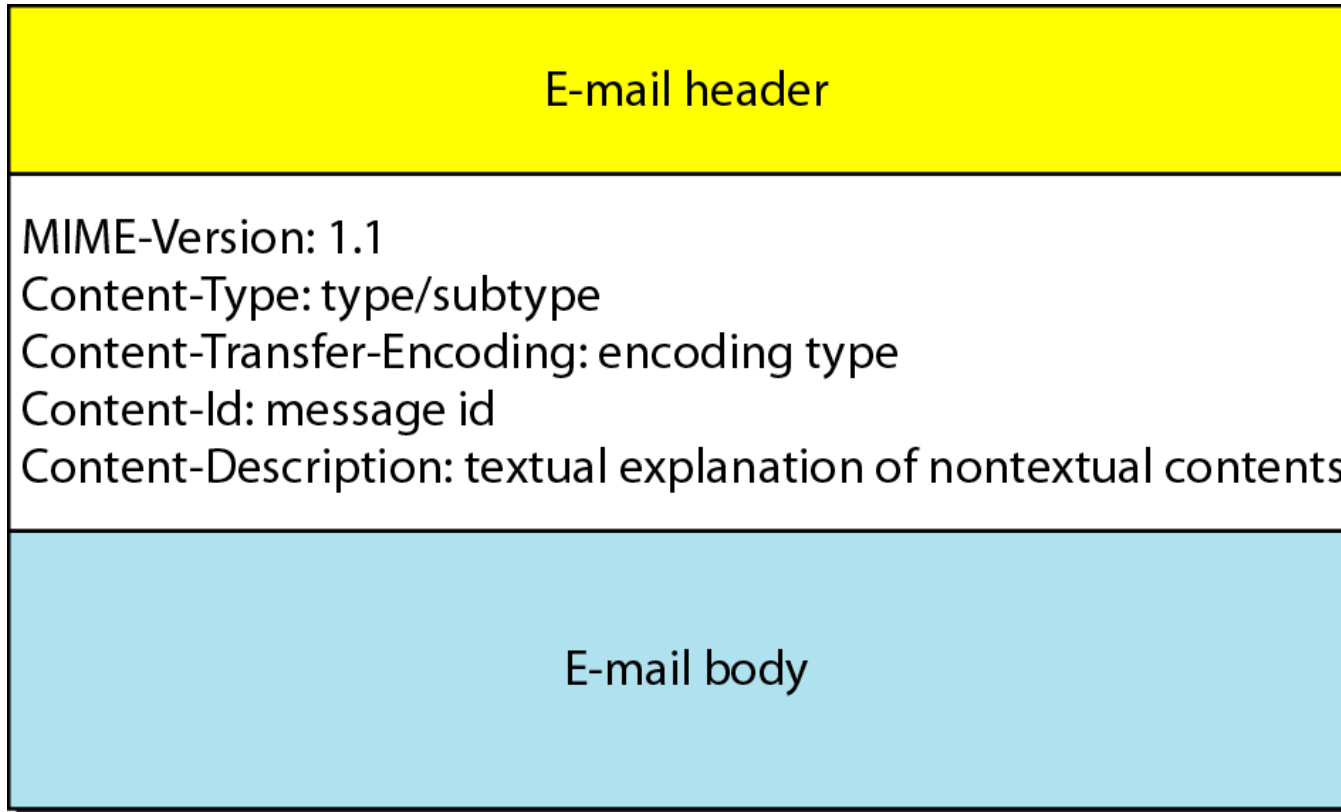 E-mail header
MIME-Version: 1.1
Content-Type: type/subtype
Content-Transfer-Encoding: encoding type
Content-Id: message id
Content-Description: textual explanation of nontextual contents
E-mail body